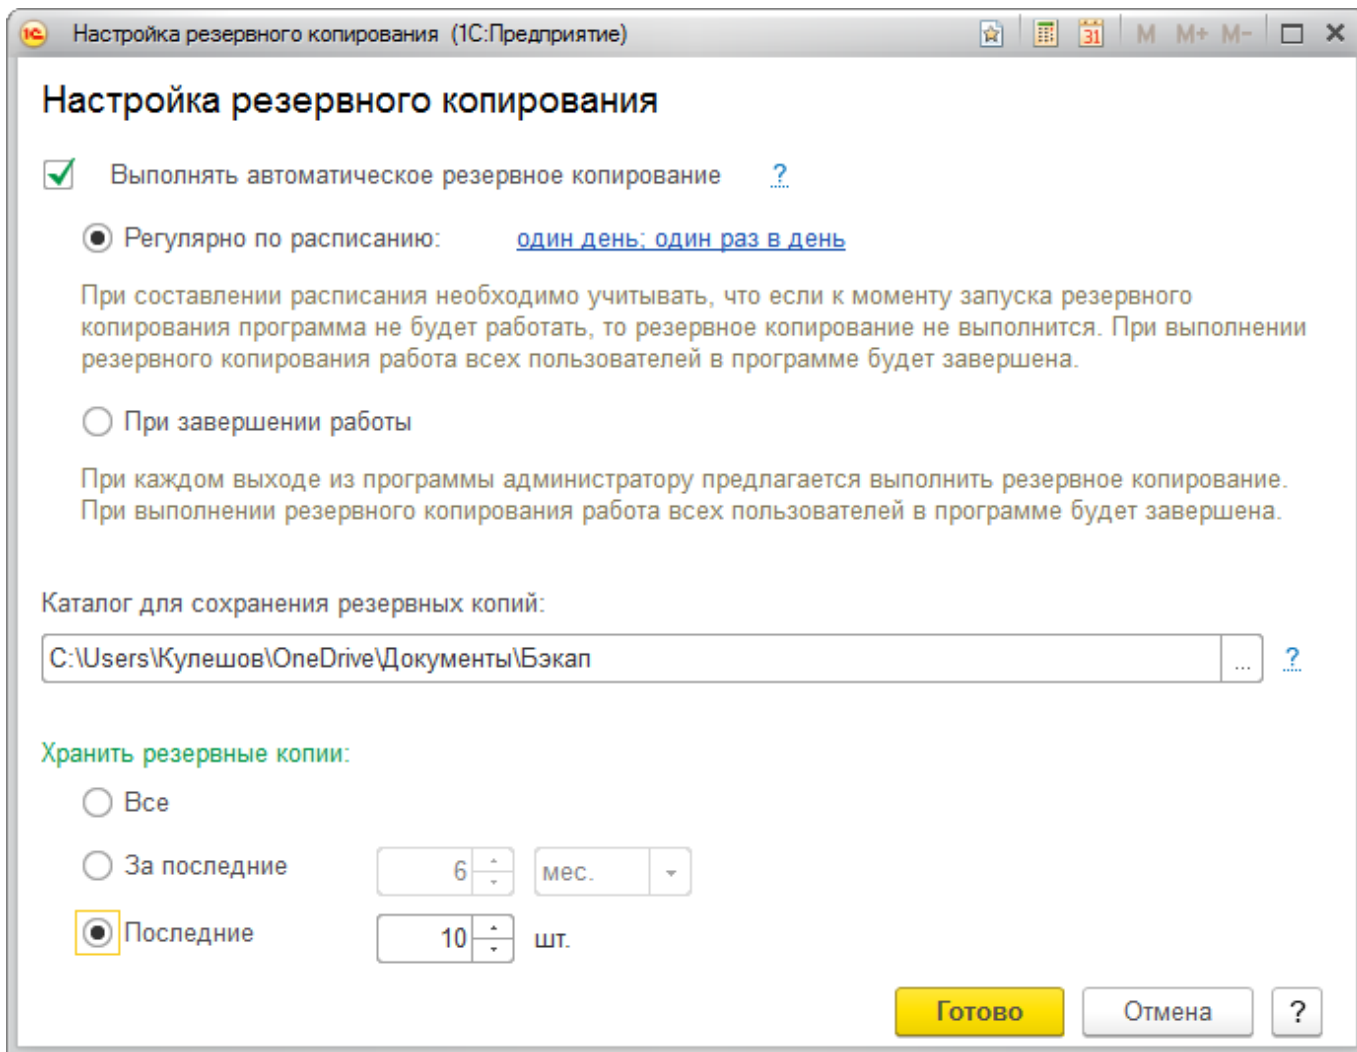 1С Настройка резервного копирования (1С:Предприятие) 31 M M+ M-
Настройка резервного копирования
Выполнять автоматическое резервное копирование ?
Регулярно по расписанию: один день; один раз в день
При составлении расписания необходимо учитывать, что если к моменту запуска резервного
копирования программа не будет работать, то резервное копирование не выполнится. При выполнении
резервного копирования работа всех пользователей в программе будет завершена.
При завершении работы
При каждом выходе из программы администратору предлагается выполнить резервное копирование.
При выполнении резервного копирования работа всех пользователей в программе будет завершена.
Каталог для сохранения резервных копий:
C:\Users\Кулешов\OneDrive\Документы\Бэкап ... ?
Хранить резервные копии:
Все
За последние 6 мес.
Последние 10 шт.
Готово Отмена ?